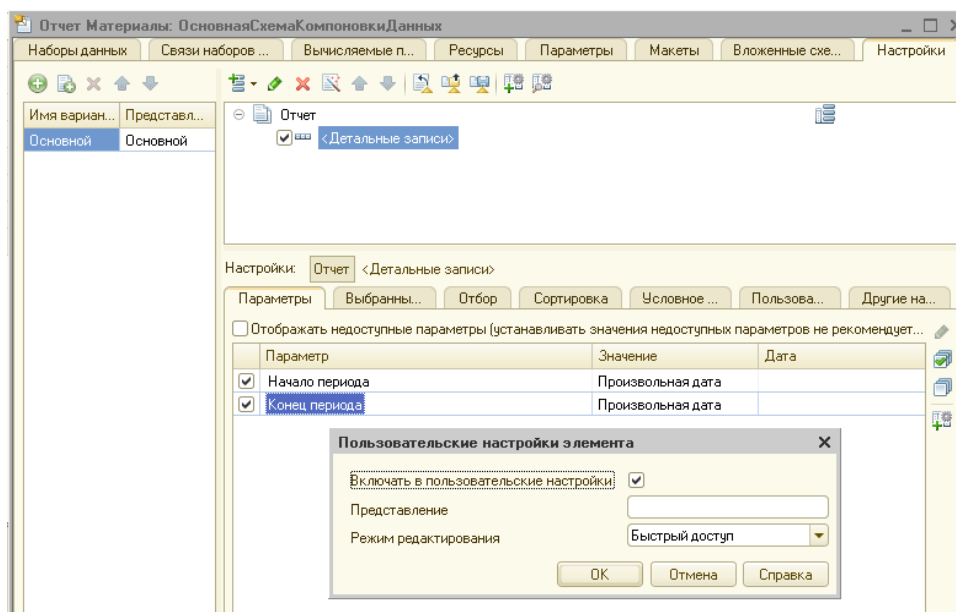 Отчет Материалы: ОсновнаяСхемаКомпоновкиДанных
Наборы данных Связи наборов ... Вычисляемые п... Ресурсы Параметры Макеты Вложенные схе... Настройки
Имя вариан... Представл...
Основной Основной
Отчет
<Детальные записи>
Настройки: Отчет <Детальные записи>
Параметры Выбранны... Отбор Сортировка Условное ... Пользова... Другие на...
Отображать недоступные параметры (устанавливать значения недоступных параметров не рекомендует...
Параметр Значение Дата
Начало периода Произвольная дата
Конец периода Произвольная дата
Пользовательские настройки элемента
Включать в пользовательские настройки
Представление
Режим редактирования Быстрый доступ
ОК Отмена Справка